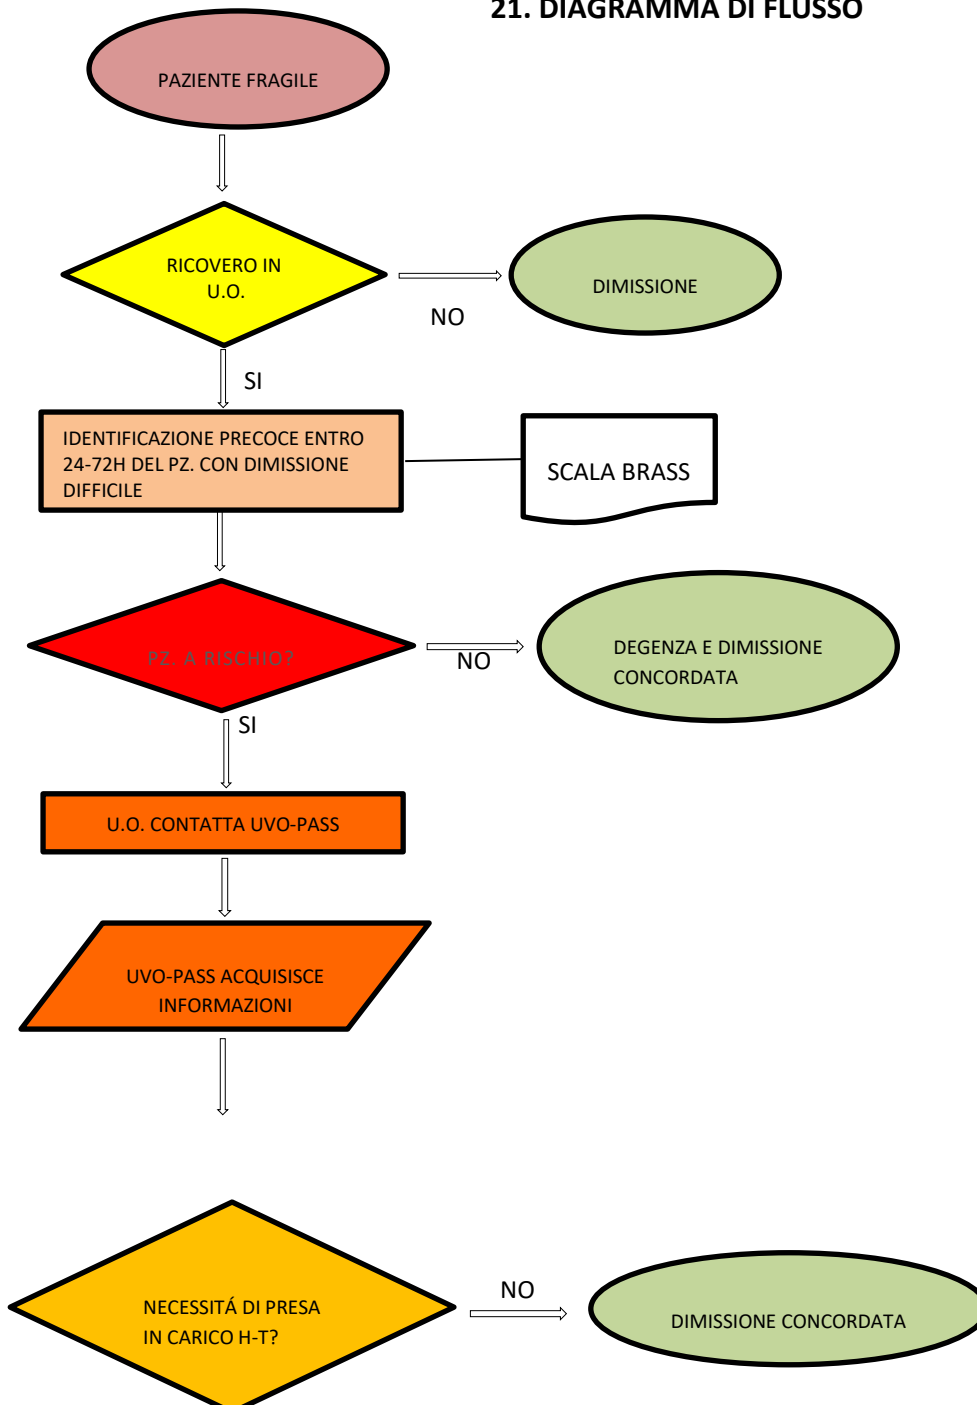 21. DIAGRAMMA DI FLUSSO
PAZIENTE FRAGILE
RICOVERO IN
U.O.
DIMISSIONE
NO
SI
IDENTIFICAZIONE PRECOCE ENTRO
24-72H DEL PZ. CON DIMISSIONE
DIFFICILE
SCALA BRASS
PZ. A RISCHIO?
NO
DEGENZA E DIMISSIONE
CONCORDATA
SI
U.O. CONTATTA UVO-PASS
UVO-PASS ACQUISISCE
INFORMAZIONI
NECESSITÁ DI PRESA
IN CARICO H-T?
NO
DIMISSIONE CONCORDATA